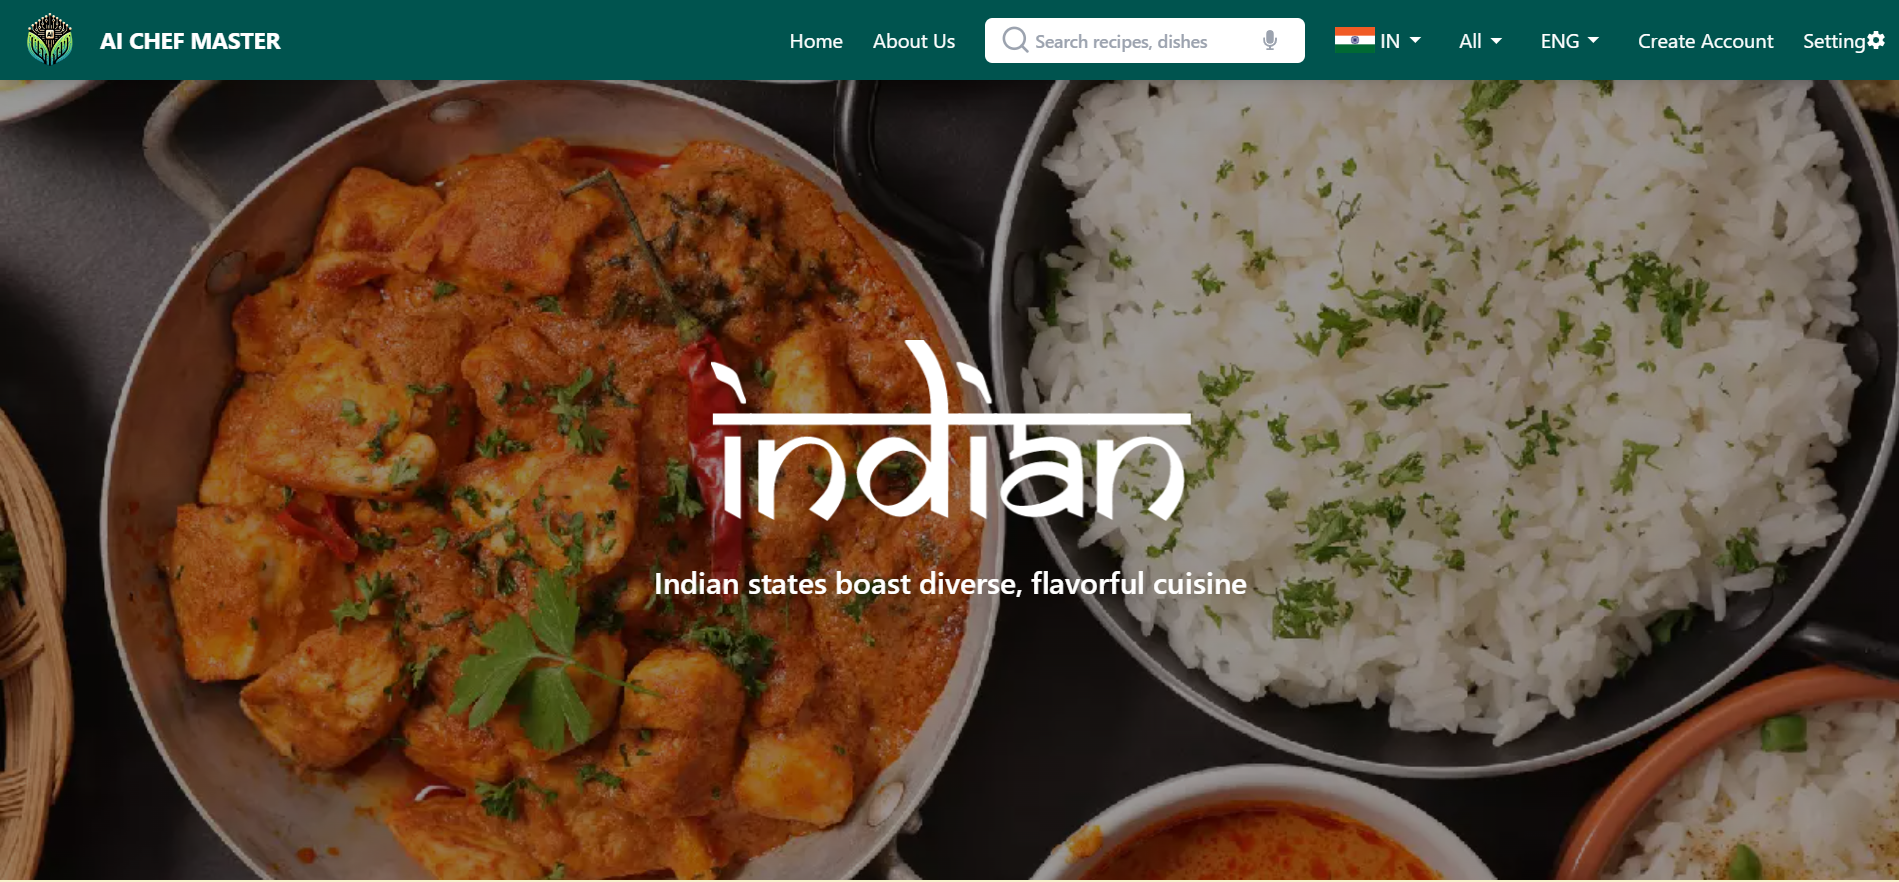 AI CHEF MASTER
Home
About Us
Search recipes, dishes
IN
All
ENG
Create Account
Setting
indian
Indian states boast diverse, flavorful cuisine